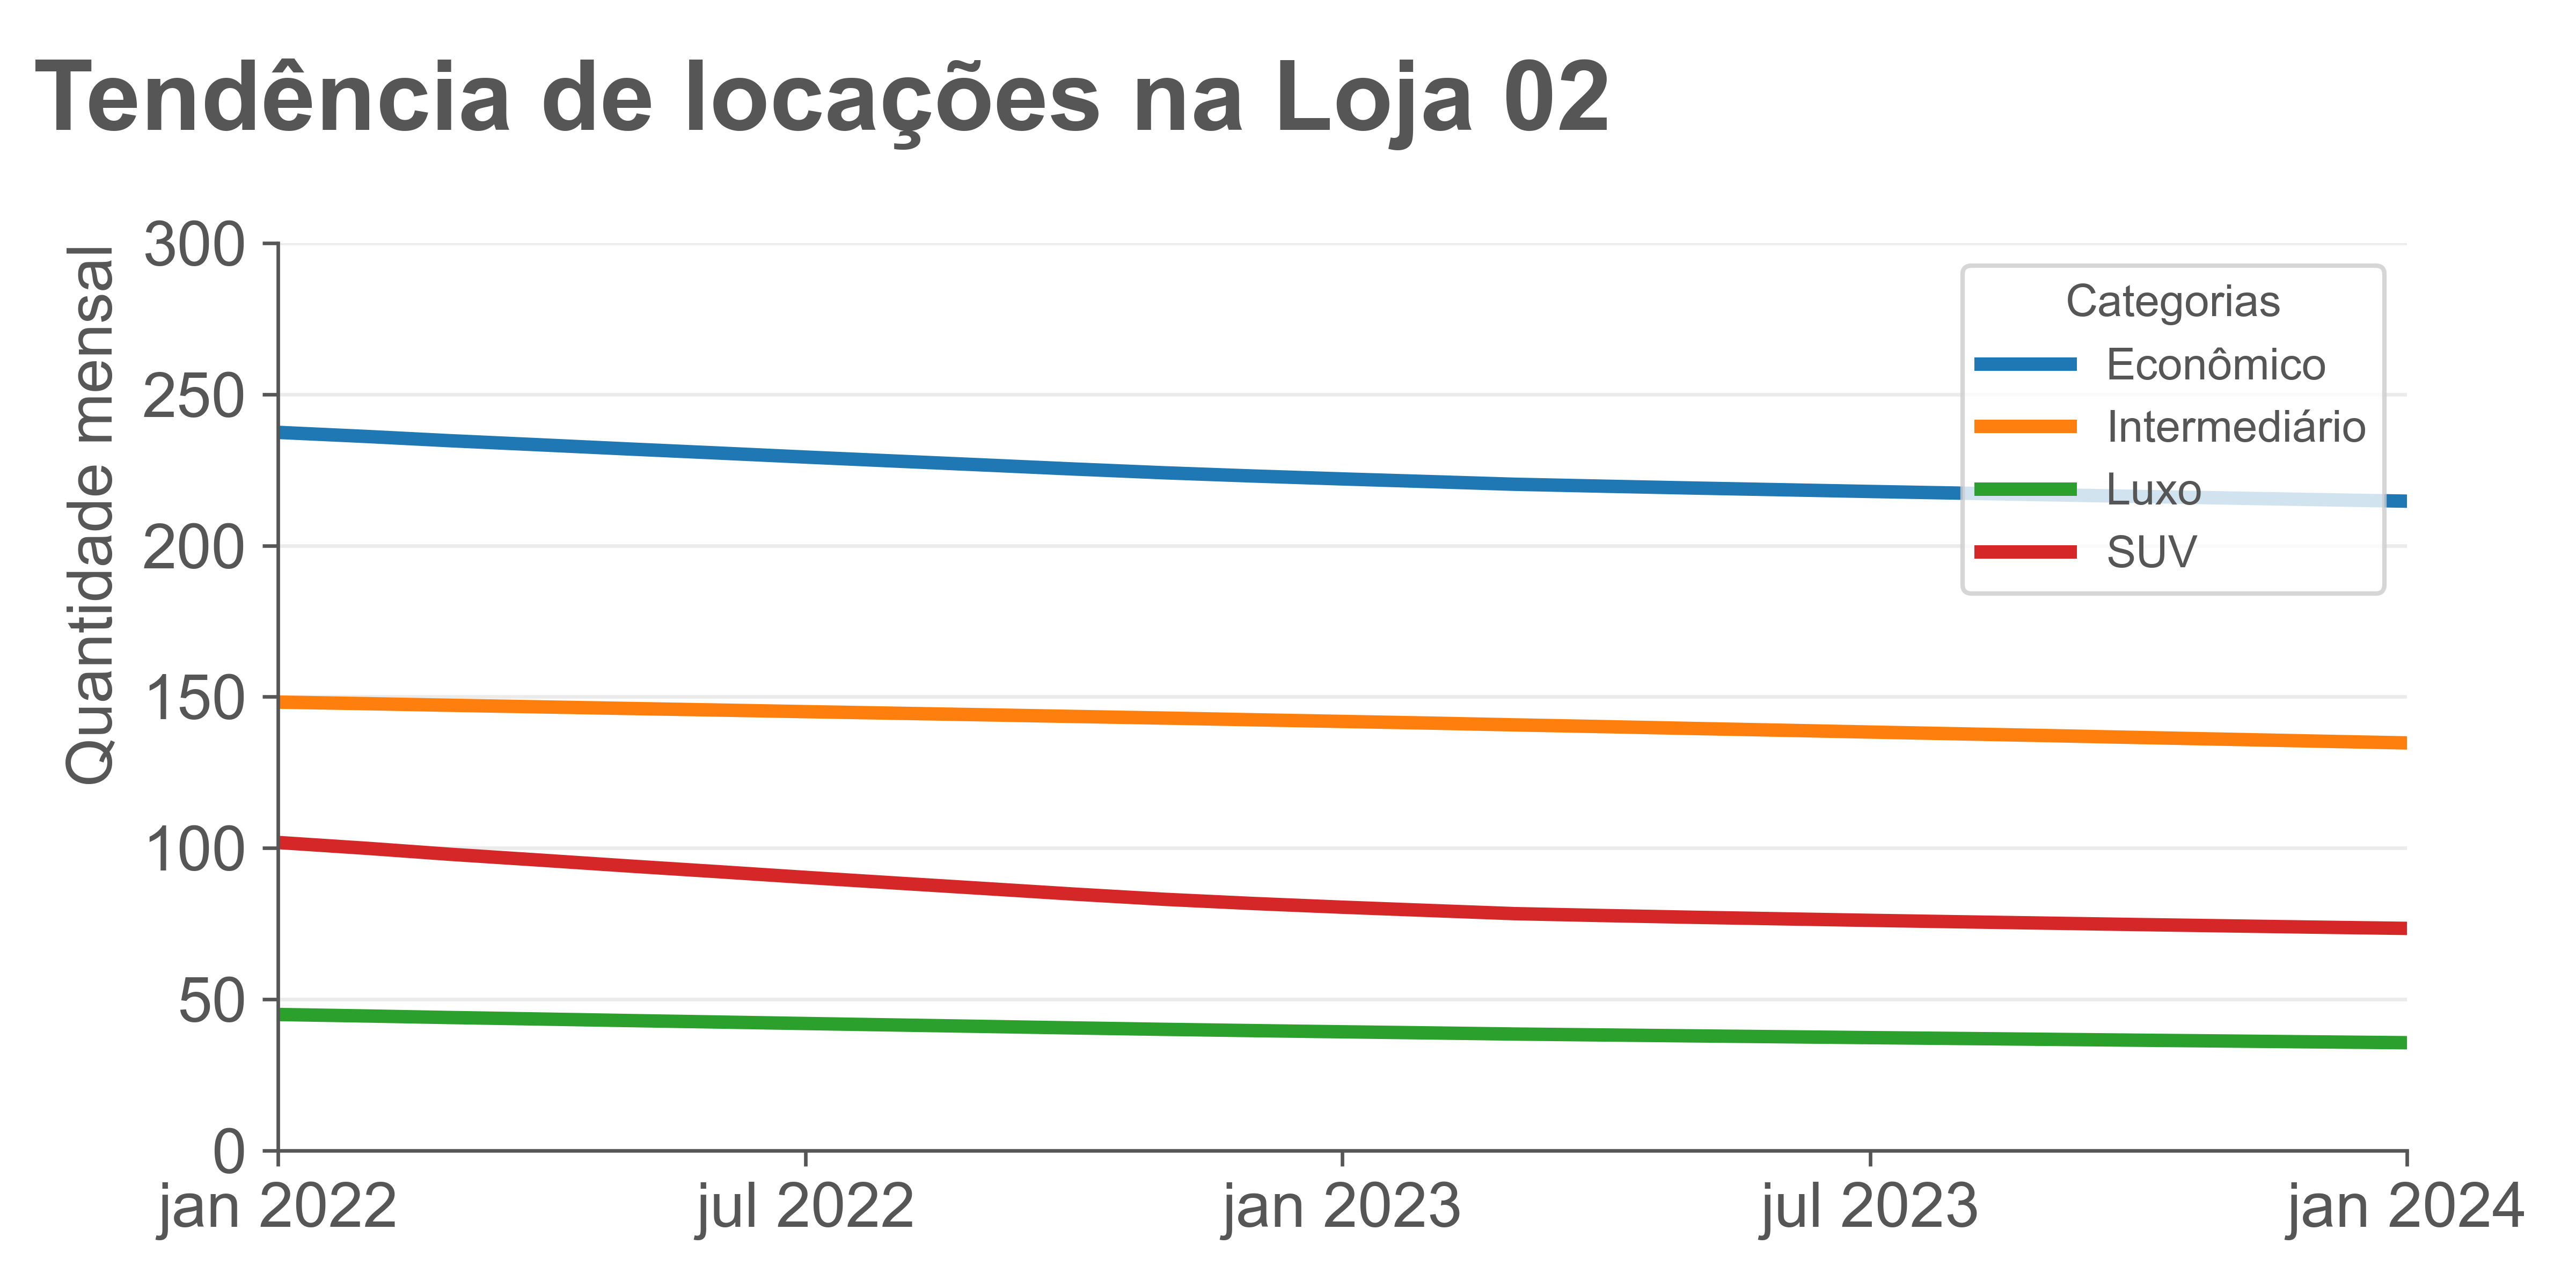 Tendência de locações na Loja 02
Quantidade mensal
300
250
200
150
100
50
0
jan 2022
jul 2022
jan 2023
jul 2023
jan 2024
Categorias
Econômico
Intermediário
Luxo
SUV